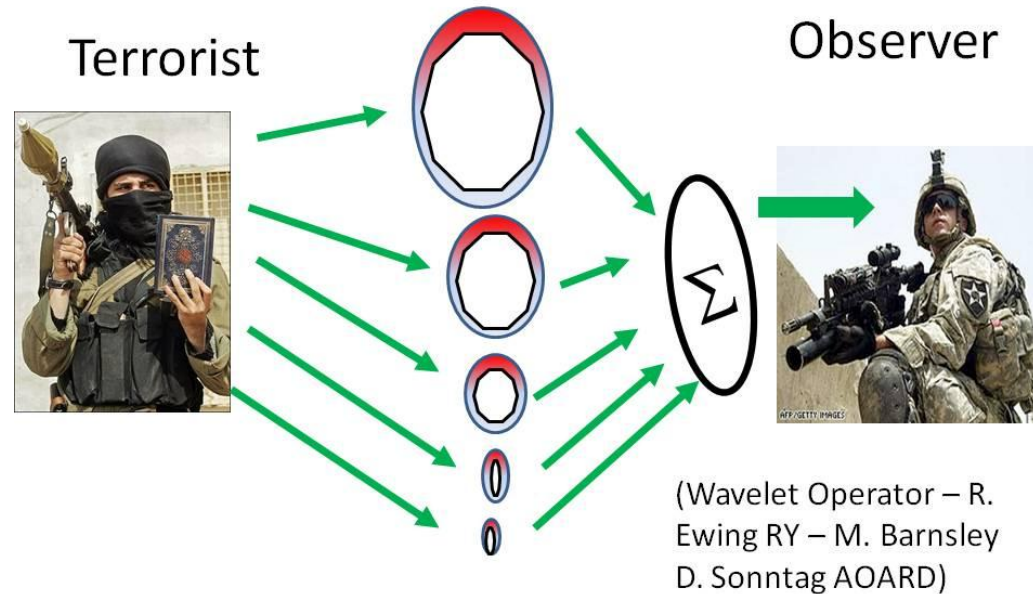 Terrorist
Observer
Σ
AFP/GETTY IMAGES
(Wavelet Operator – R.
Ewing RY – M. Barnsley
D. Sonntag AOARD)